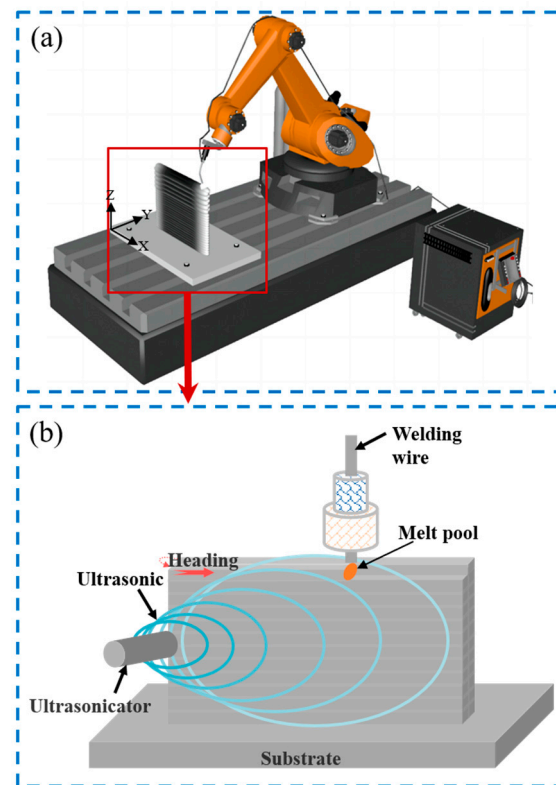 (a)
Z
Y
X
(b)
Welding
wire
Melt pool
Heading
Ultrasonic
Ultrasonicator
Substrate